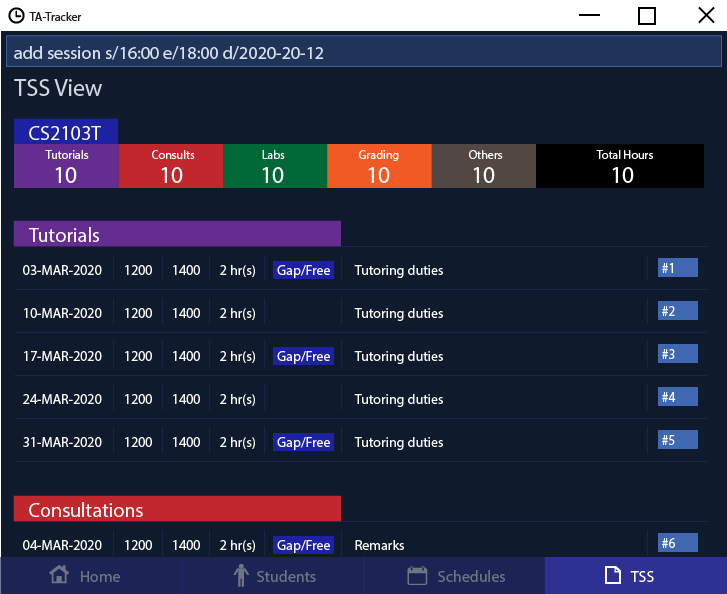 TA-Tracker
add session s/16:00 e/18:00 d/2020-20-12
TSS View
CS2103T
Tutorials Consults Labs Grading Others Total Hours
10 10 10 10 10 10
Tutorials
03-MAR-2020 1200 1400 2 hr(s) Gap/Free Tutoring duties #1
10-MAR-2020 1200 1400 2 hr(s) Tutoring duties #2
17-MAR-2020 1200 1400 2 hr(s) Gap/Free Tutoring duties #3
24-MAR-2020 1200 1400 2 hr(s) Tutoring duties #4
31-MAR-2020 1200 1400 2 hr(s) Gap/Free Tutoring duties #5
Consultations
04-MAR-2020 1200 1400 2 hr(s) Gap/Free Remarks #6
Home Students Schedules TSS